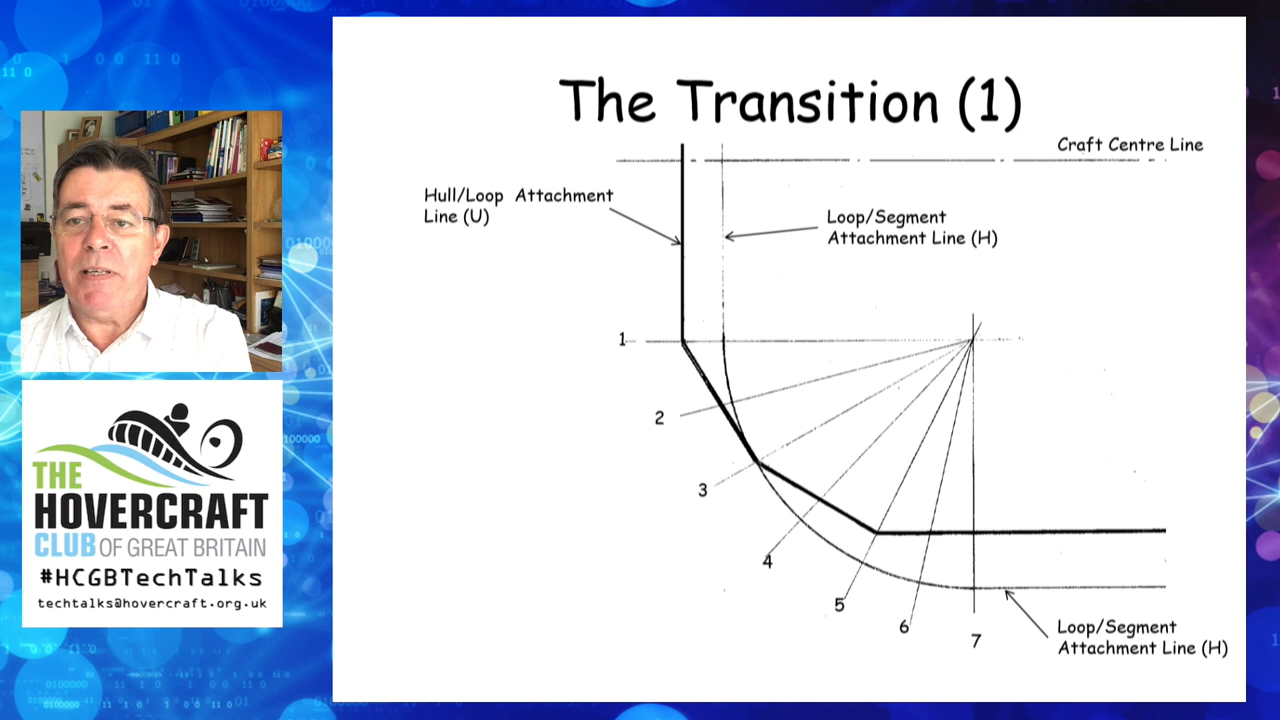 The Transition (1)
Craft Centre Line
Hull/Loop Attachment
Line (U)
Loop/Segment
Attachment Line (H)
1
2
3
4
5
6
7
Loop/Segment
Attachment Line (H)
THE
HOVERCRAFT
CLUB OF GREAT BRITAIN
#HCGBTechTalks
techtalks@hovercraft.org.uk